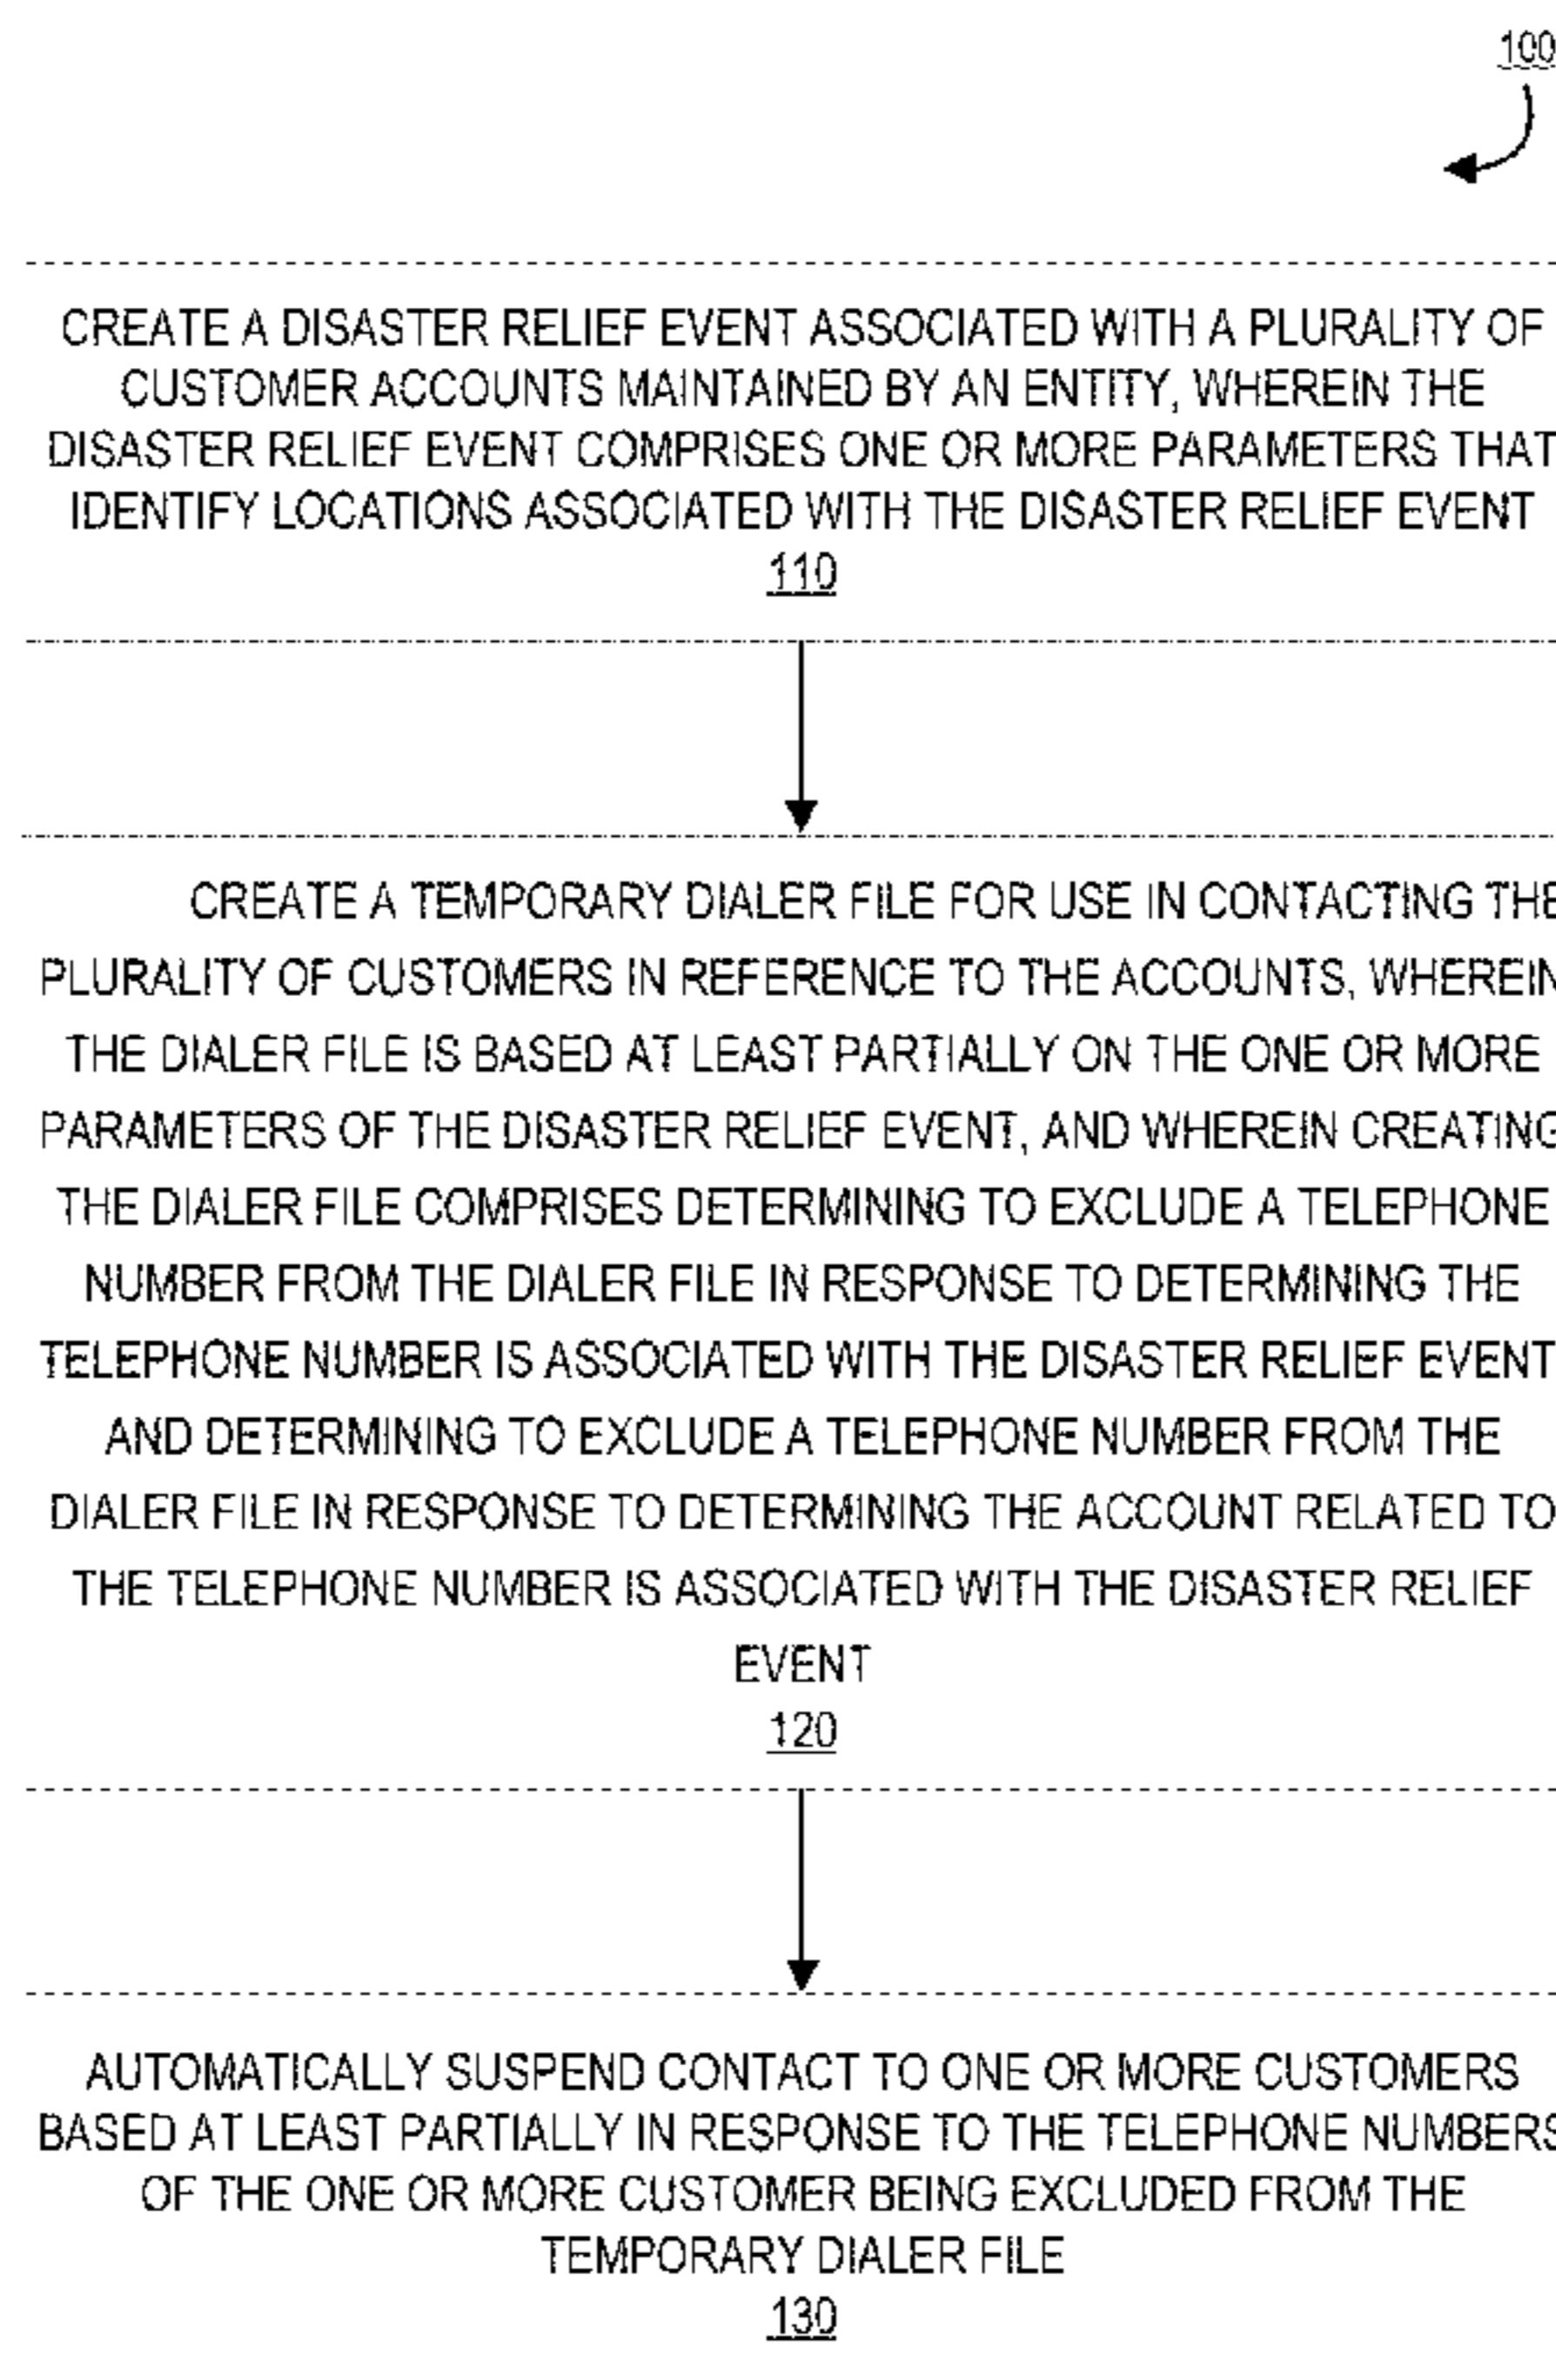 100
CREATE A DISASTER RELIEF EVENT ASSOCIATED WITH A PLURALITY OF
CUSTOMER ACCOUNTS MAINTAINED BY AN ENTITY, WHEREIN THE
DISASTER RELIEF EVENT COMPRISES ONE OR MORE PARAMETERS THAT
IDENTIFY LOCATIONS ASSOCIATED WITH THE DISASTER RELIEF EVENT
110
CREATE A TEMPORARY DIALER FILE FOR USE IN CONTACTING THE
PLURALITY OF CUSTOMERS IN REFERENCE TO THE ACCOUNTS, WHEREIN
THE DIALER FILE IS BASED AT LEAST PARTIALLY ON THE ONE OR MORE
PARAMETERS OF THE DISASTER RELIEF EVENT, AND WHEREIN CREATING
THE DIALER FILE COMPRISES DETERMINING TO EXCLUDE A TELEPHONE
NUMBER FROM THE DIALER FILE IN RESPONSE TO DETERMINING THE
TELEPHONE NUMBER IS ASSOCIATED WITH THE DISASTER RELIEF EVENT
AND DETERMINING TO EXCLUDE A TELEPHONE NUMBER FROM THE
DIALER FILE IN RESPONSE TO DETERMINING THE ACCOUNT RELATED TO
THE TELEPHONE NUMBER IS ASSOCIATED WITH THE DISASTER RELIEF
EVENT
120
AUTOMATICALLY SUSPEND CONTACT TO ONE OR MORE CUSTOMERS
BASED AT LEAST PARTIALLY IN RESPONSE TO THE TELEPHONE NUMBERS
OF THE ONE OR MORE CUSTOMER BEING EXCLUDED FROM THE
TEMPORARY DIALER FILE
130